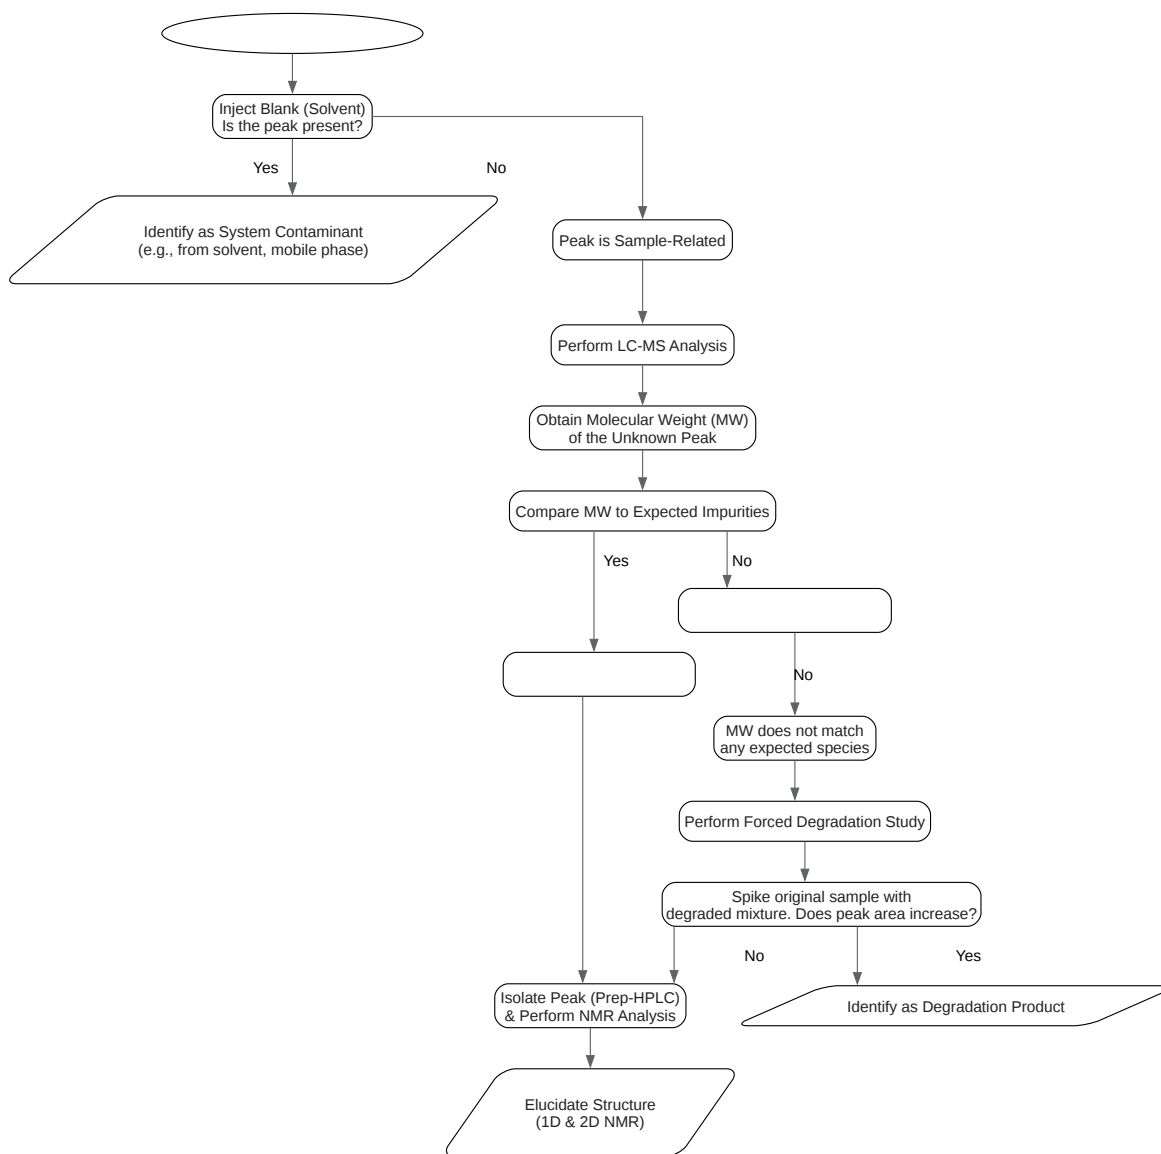 Inject Blank (Solvent)
Is the peak present?
Yes
No
Identify as System Contaminant
(e.g., from solvent, mobile phase)
Peak is Sample-Related
Perform LC-MS Analysis
Obtain Molecular Weight (MW)
of the Unknown Peak
Compare MW to Expected Impurities
Yes
No
No
MW does not match
any expected species
Perform Forced Degradation Study
Spike original sample with
degraded mixture. Does peak area increase?
No
Yes
Isolate Peak (Prep-HPLC)
& Perform NMR Analysis
Identify as Degradation Product
Elucidate Structure
(1D & 2D NMR)